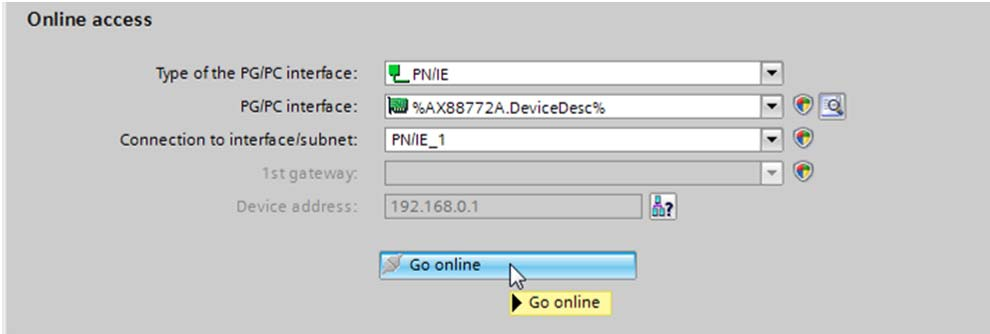 Online access
Type of the PG/PC interface: PN/IE
PG/PC interface: %AX88772A.DeviceDesc%
Connection to interface/subnet: PN/IE_1
1st gateway:
Device address: 192.168.0.1
Go online
Go online